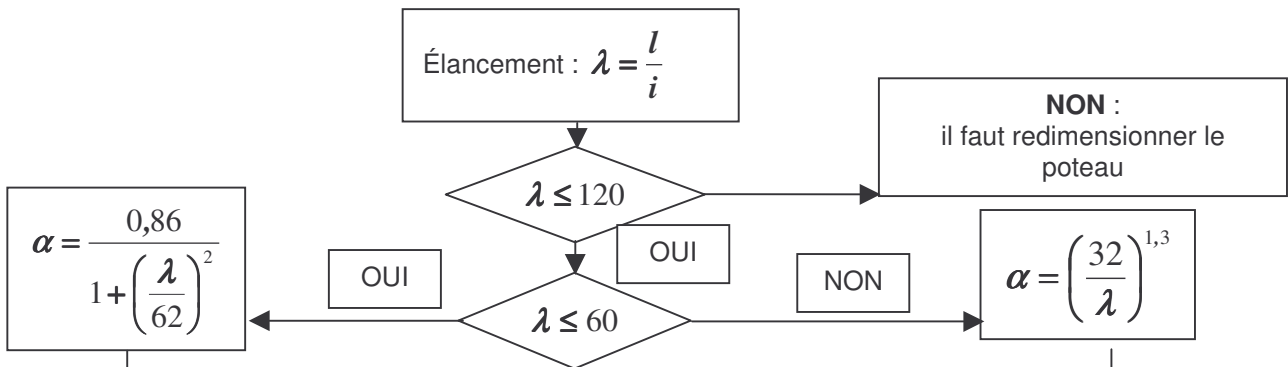 Élancement : λ = l/i
NON :
il faut redimensionner le
poteau
λ ≤ 120
α = 0,86 / (1 + (λ/62)²)
OUI
OUI
NON
α = (32/λ)^1,3
λ ≤ 60